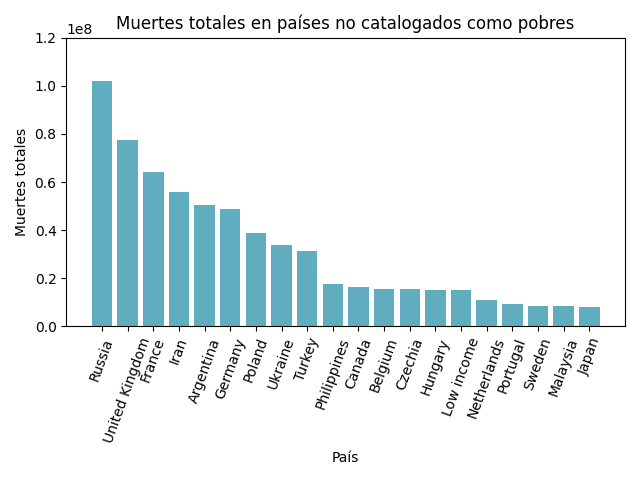 Muertes totales en países no catalogados como pobres
1e8
1.2
1.0
0.8
0.6
0.4
0.2
0.0
Muertes totales
Russia
United Kingdom
France
Iran
Argentina
Germany
Poland
Ukraine
Turkey
Philippines
Canada
Belgium
Czechia
Hungary
Low income
Netherlands
Portugal
Sweden
Malaysia
Japan
País